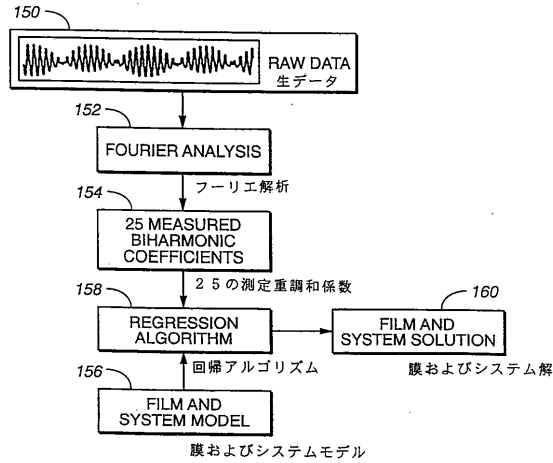 150
RAW DATA
生データ
152
FOURIER ANALYSIS
フーリエ解析
154
25 MEASURED
BIHARMONIC
COEFFICIENTS
25の測定重調和係数
158
REGRESSION
ALGORITHM
回帰アルゴリズム
160
FILM AND
SYSTEM SOLUTION
膜およびシステム解
156
FILM AND
SYSTEM MODEL
膜およびシステムモデル